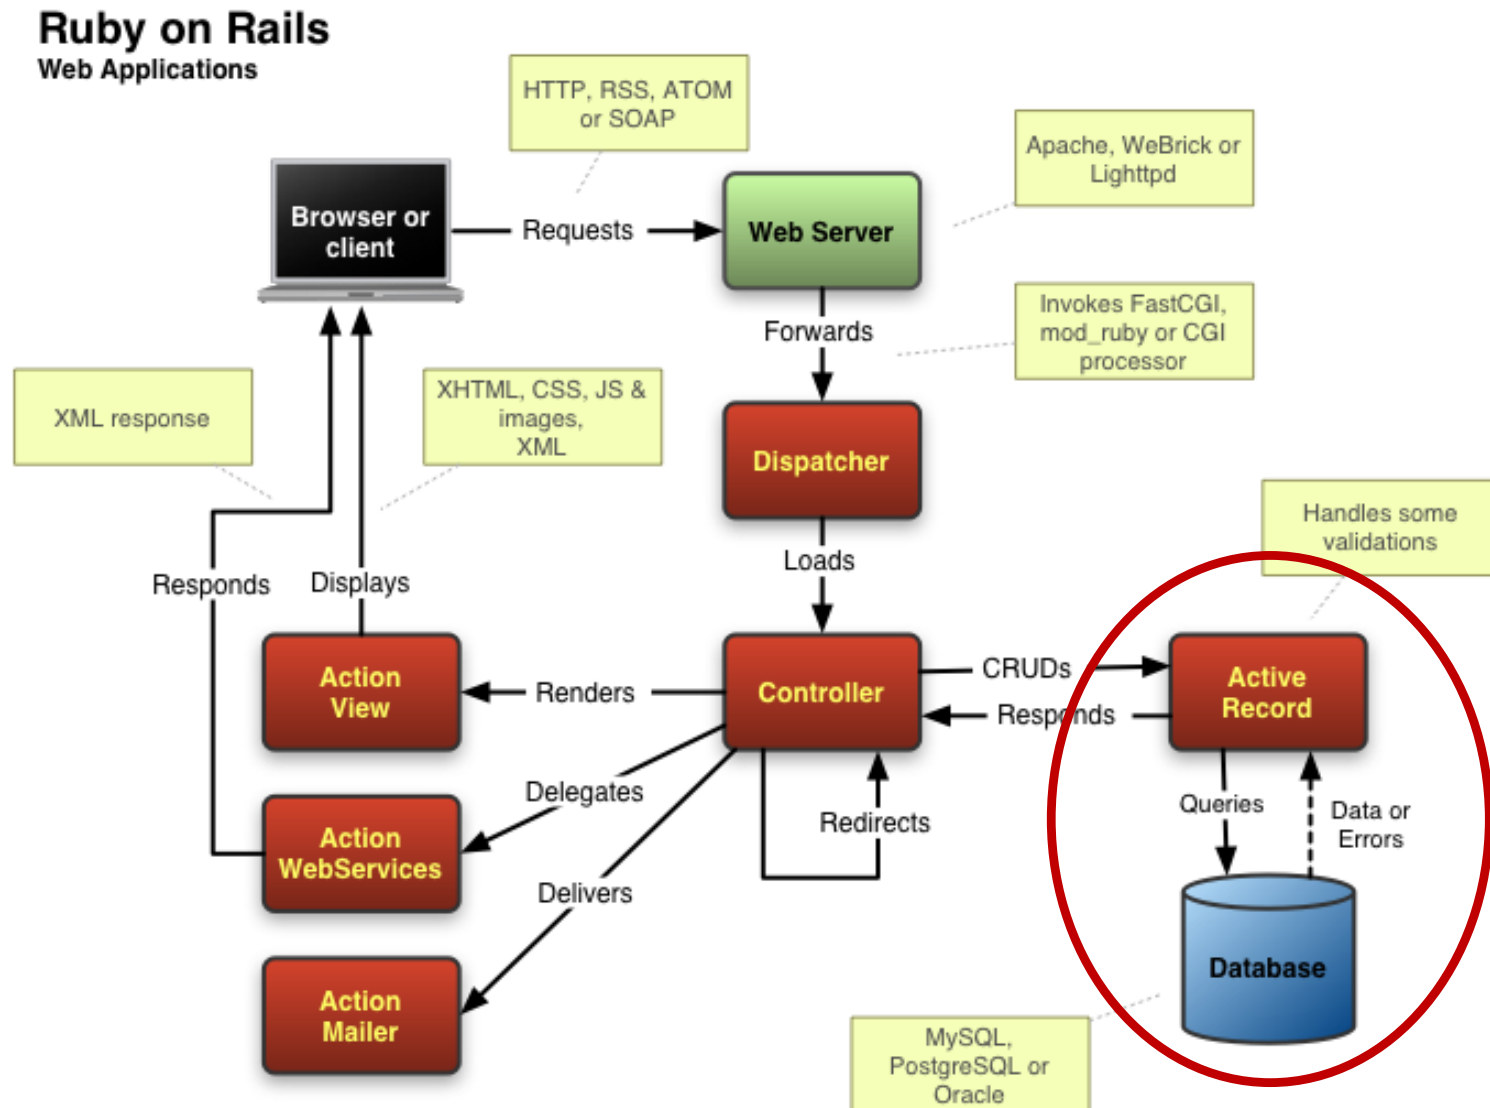 Ruby on Rails
Web Applications
HTTP, RSS, ATOM
or SOAP
Apache, WeBrick or
Lighttpd
Browser or
client
Requests
Web Server
Invokes FastCGI,
mod_ruby or CGI
processor
Forwards
XML response
XHTML, CSS, JS &
images,
XML
Dispatcher
Handles some
validations
Loads
Responds
Displays
Action
View
Renders
Controller
CRUDs
Responds
Active
Record
Delegates
Redirects
Queries
Data or
Errors
Action
WebServices
Delivers
Database
Action
Mailer
MySQL,
PostgreSQL or
Oracle